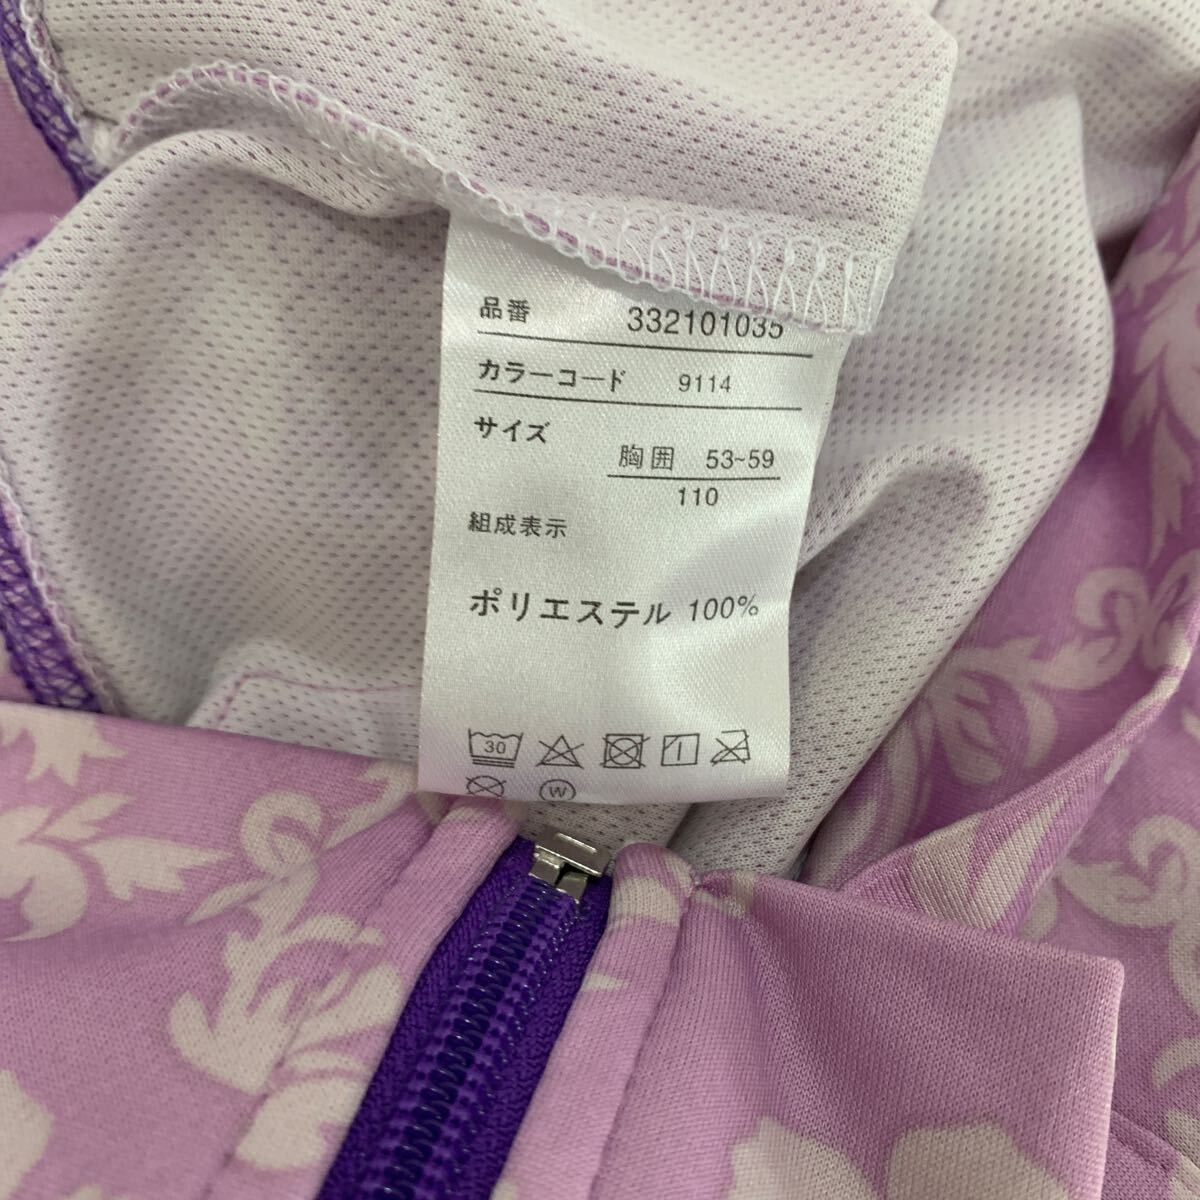 品番 332101035
カラーコード 9114
サイズ
胸囲 53~59
110
組成表示
ポリエステル 100%
30
W